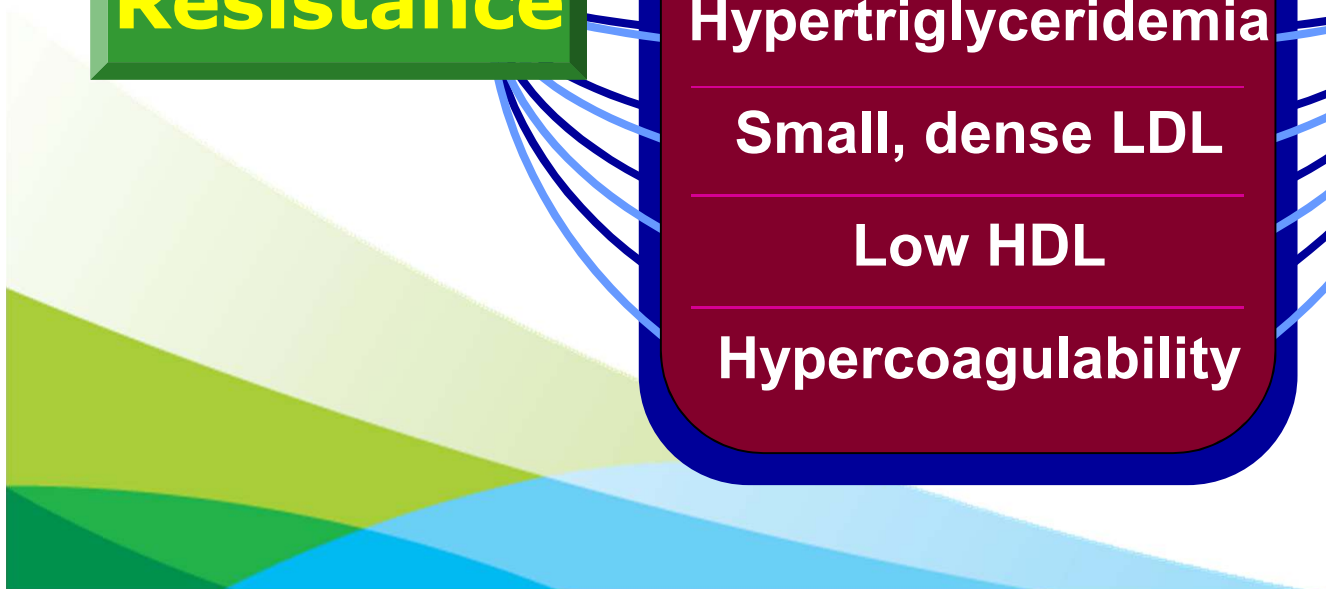 Resistance
Hypertriglyceridemia
Small, dense LDL
Low HDL
Hypercoagulability